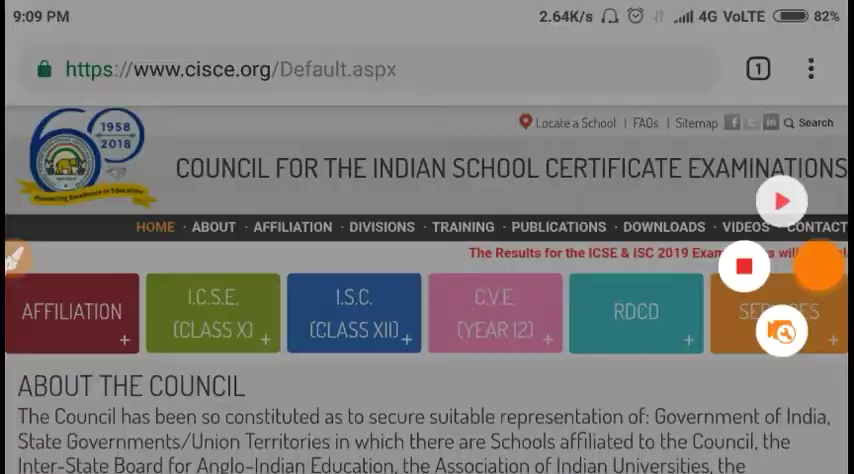 9:09 PM
2.64K/s 4G VoLTE 82%
https://www.cisce.org/Default.aspx
1
1958
2018
Pioneering Excellence in Education
Locate a School | FAQs | Sitemap
Search
COUNCIL FOR THE INDIAN SCHOOL CERTIFICATE EXAMINATIONS
HOME · ABOUT · AFFILIATION · DIVISIONS · TRAINING · PUBLICATIONS · DOWNLOADS · VIDEOS · CONTACT
The Results for the ICSE & ISC 2019
AFFILIATION
+
I.C.S.E.
(CLASS X)
+
I.S.C.
(CLASS XII)
+
C.V.E.
(YEAR 12)
+
RDCD
+
SERVICES
+
ABOUT THE COUNCIL
The Council has been so constituted as to secure suitable representation of: Government of India,
State Governments/Union Territories in which there are Schools affiliated to the Council, the
Inter-State Board for Anglo-Indian Education, the Association of Indian Universities, the